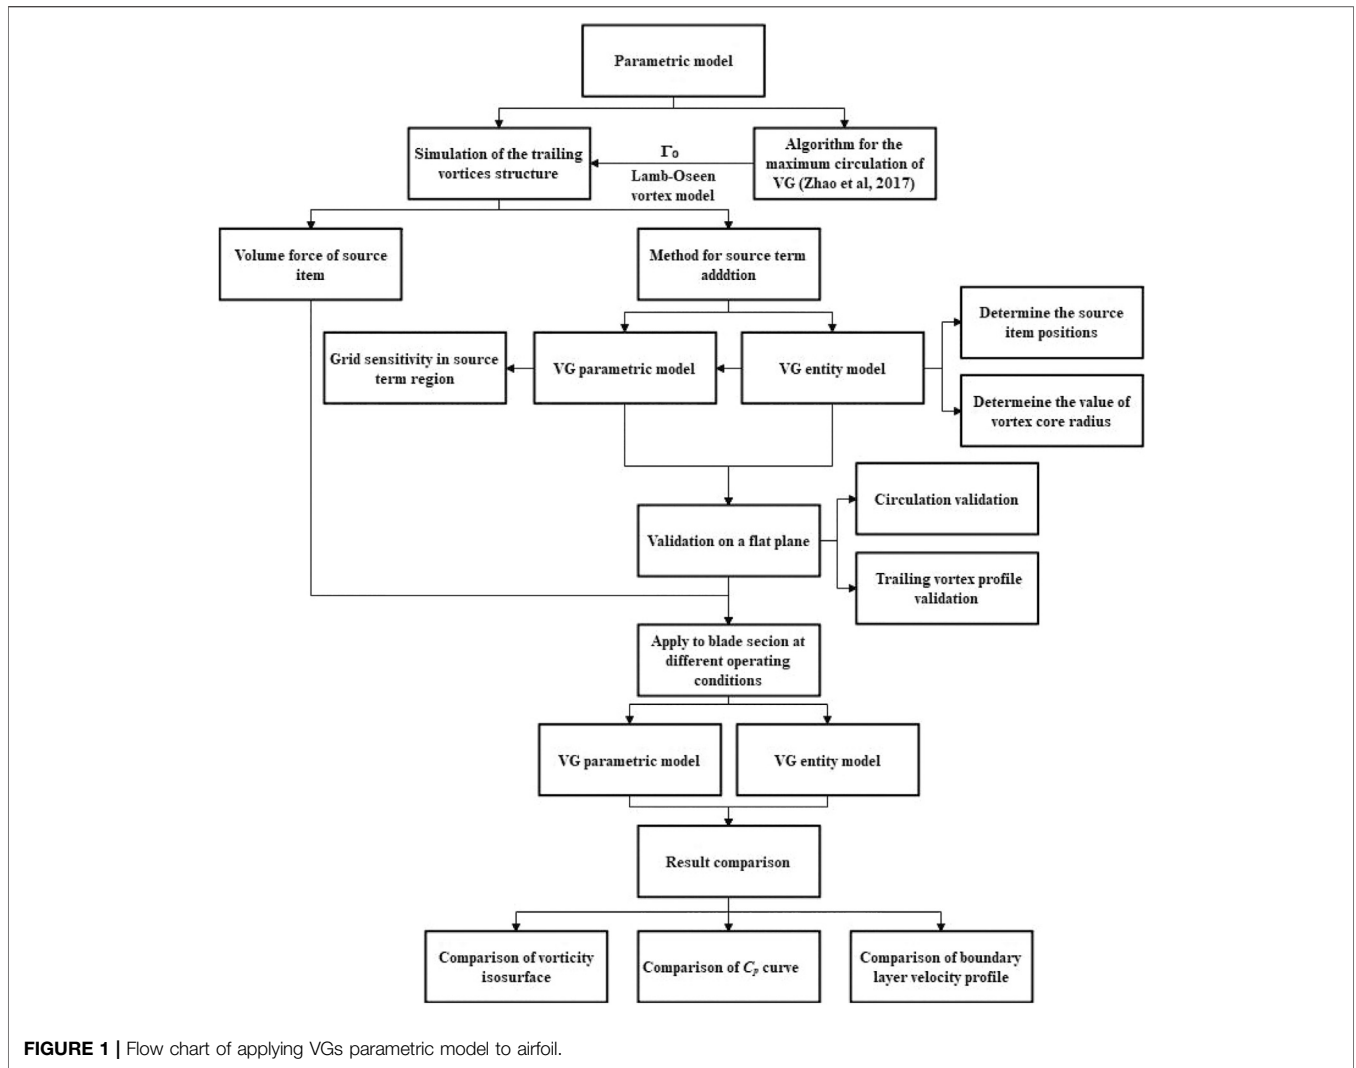 Parametric model
Simulation of the trailing
vortices structure
Γ₀
Lamb-Oseen
vortex model
Algorithm for the
maximum circulation of
VG (Zhao et al, 2017)
Volume force of source
item
Method for source term
adddtion
Grid sensitivity in source
term region
VG parametric model
VG entity model
Determine the source
item positions
Determeine the value of
vortex core radius
Validation on a flat plane
Circulation validation
Trailing vortex profile
validation
Apply to blade secion at
different operating
conditions
VG parametric model
VG entity model
Result comparison
Comparison of vorticity
isosurface
Comparison of Cₚ curve
Comparison of boundary
layer velocity profile
FIGURE 1 | Flow chart of applying VGs parametric model to airfoil.